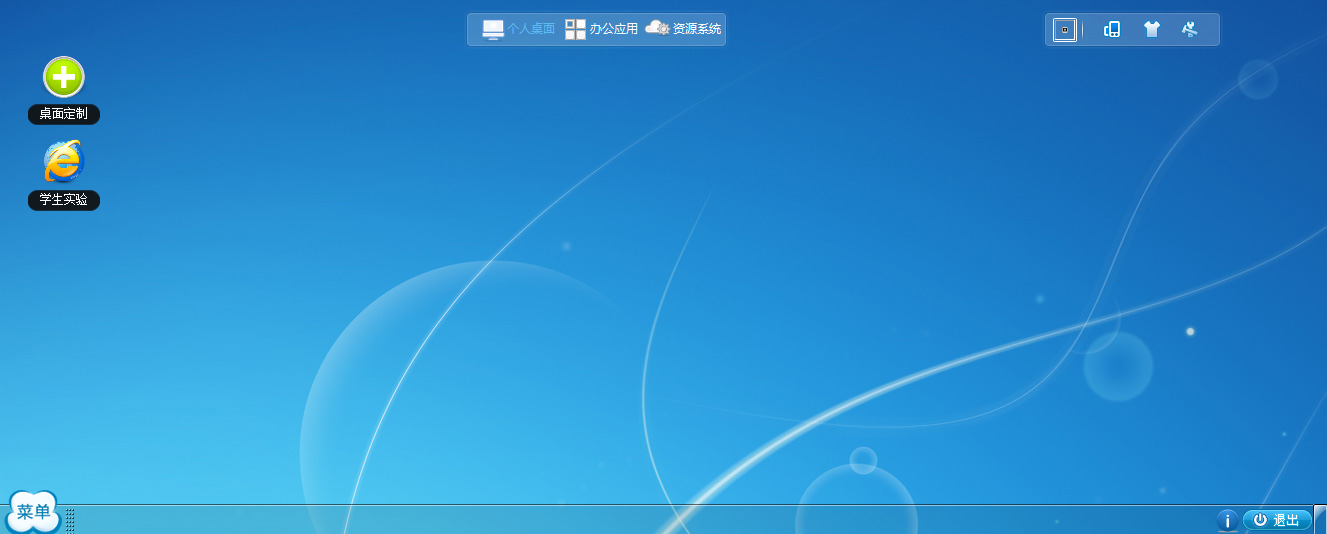 个人桌面 办公应用 资源系统
桌面定制
学生实验
菜单
i 退出